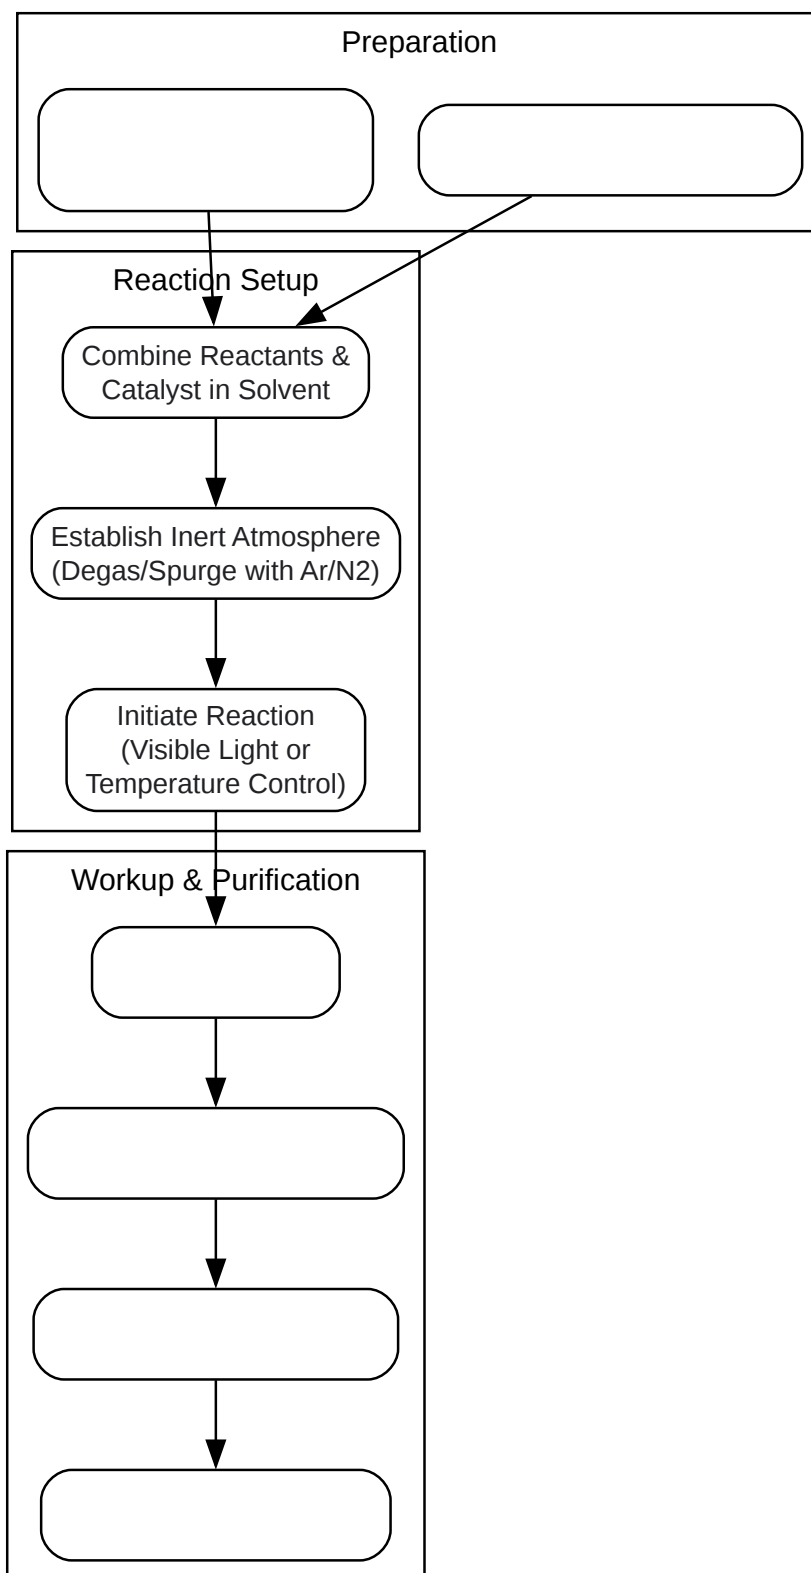 Preparation
Reaction Setup
Combine Reactants &
Catalyst in Solvent
Establish Inert Atmosphere
(Degas/Spurge with Ar/N2)
Initiate Reaction
(Visible Light or
Temperature Control)
Workup & Purification